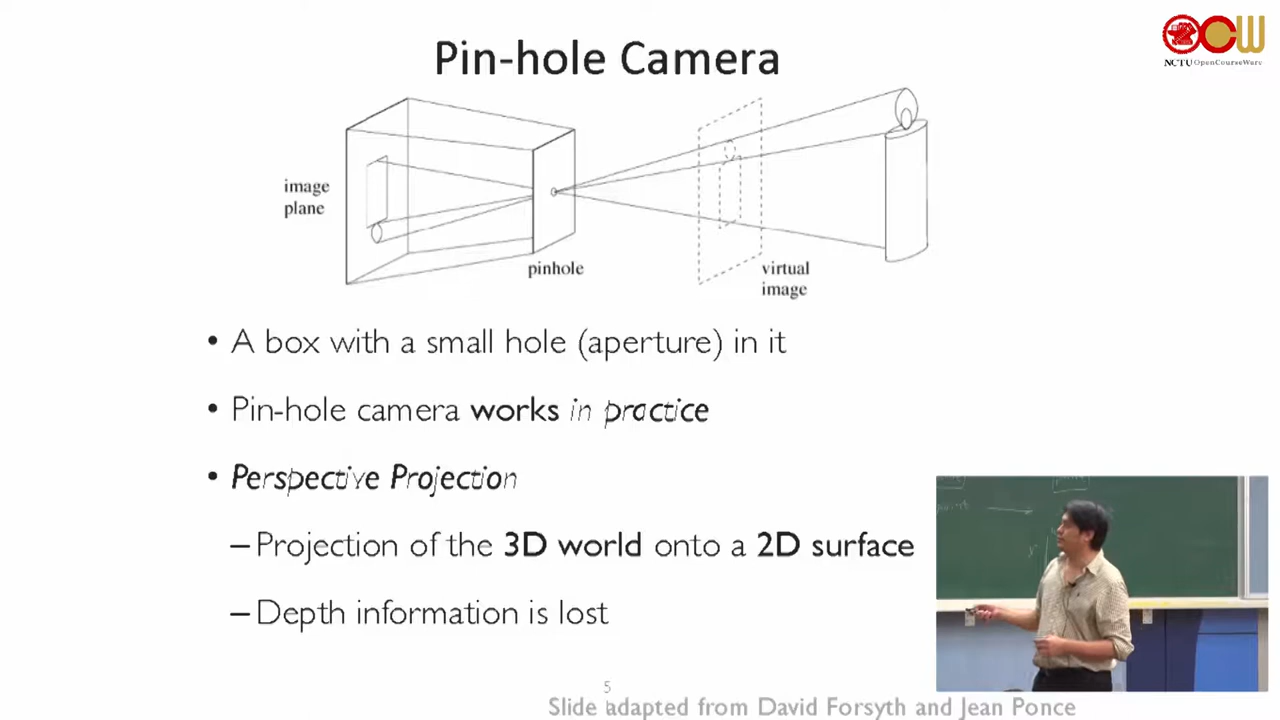 Pin-hole Camera
NCTU OpenCourseWare
image
plane
pinhole
virtual
image
• A box with a small hole (aperture) in it
• Pin-hole camera works in practice
• Perspective Projection
– Projection of the 3D world onto a 2D surface
– Depth information is lost
5
Slide adapted from David Forsyth and Jean Ponce